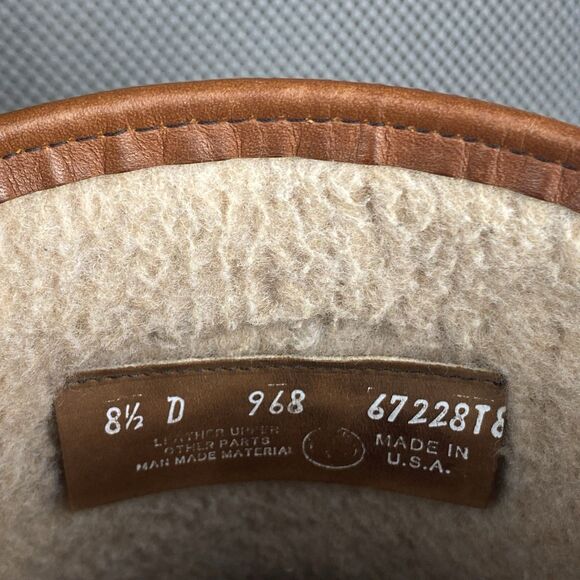 8½ D 968 67228T8
LEATHER UPPER
OTHER PARTS
MAN MADE MATERIAL
MADE IN
U.S.A.